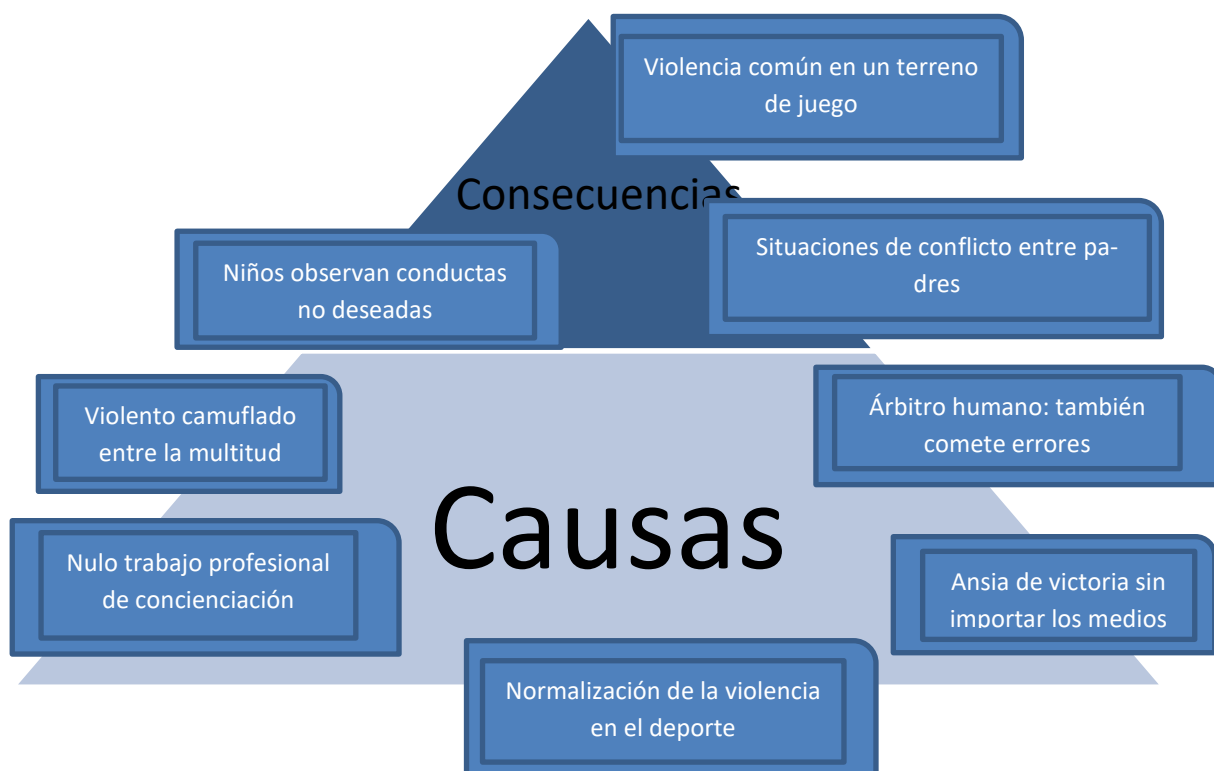 Violencia común en un terreno
de juego
Consecuencias
Situaciones de conflicto entre pa-
dres
Niños observan conductas
no deseadas
Violento camuflado
entre la multitud
Árbitro humano: también
comete errores
Causas
Nulo trabajo profesional
de concienciación
Ansia de victoria sin
importar los medios
Normalización de la violencia
en el deporte